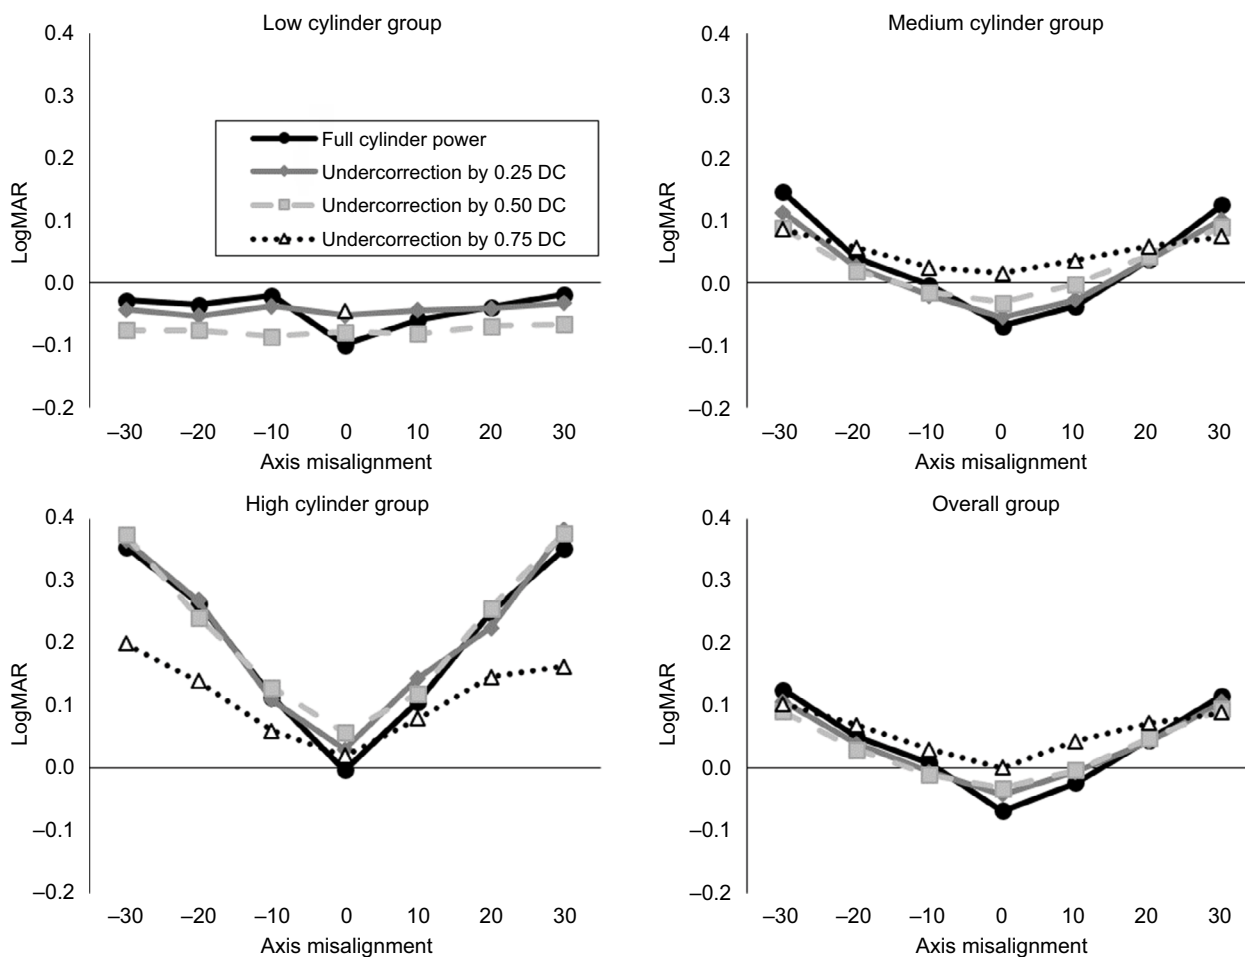 Low cylinder group
0.4
0.3
0.2
0.1
0.0
–0.1
–0.2
LogMAR
Full cylinder power
Undercorrection by 0.25 DC
Undercorrection by 0.50 DC
Undercorrection by 0.75 DC
–30 –20 –10 0 10 20 30
Axis misalignment
Medium cylinder group
0.4
0.3
0.2
0.1
0.0
–0.1
–0.2
LogMAR
–30 –20 –10 0 10 20 30
Axis misalignment
High cylinder group
0.4
0.3
0.2
0.1
0.0
–0.1
–0.2
LogMAR
–30 –20 –10 0 10 20 30
Axis misalignment
Overall group
0.4
0.3
0.2
0.1
0.0
–0.1
–0.2
LogMAR
–30 –20 –10 0 10 20 30
Axis misalignment